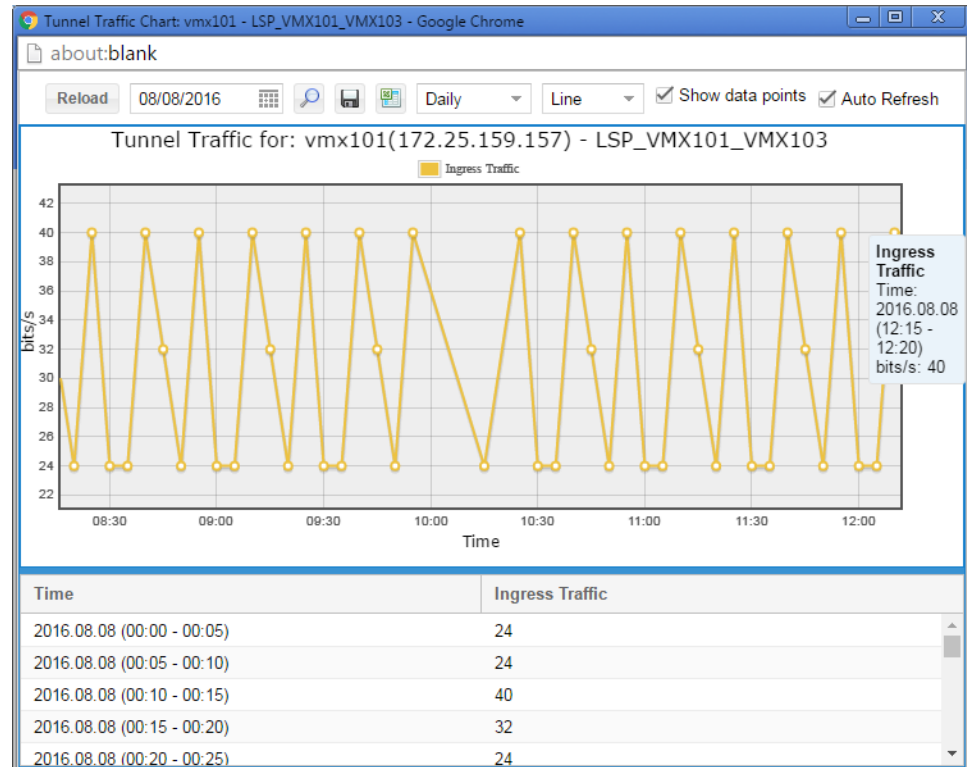 Tunnel Traffic Chart: vmx101 - LSP_VMX101_VMX103 - Google Chrome
about:blank
Reload 08/08/2016 Daily Line Show data points Auto Refresh
Tunnel Traffic for: vmx101(172.25.159.157) - LSP_VMX101_VMX103
Ingress Traffic
42
40
38
36
34
32
30
28
26
24
22
bits/s
Ingress
Traffic
Time:
2016.08.08
(12:15 -
12:20)
bits/s: 40
08:30 09:00 09:30 10:00 10:30 11:00 11:30 12:00
Time
Time Ingress Traffic
2016.08.08 (00:00 - 00:05) 24
2016.08.08 (00:05 - 00:10) 24
2016.08.08 (00:10 - 00:15) 40
2016.08.08 (00:15 - 00:20) 32
2016.08.08 (00:20 - 00:25) 24